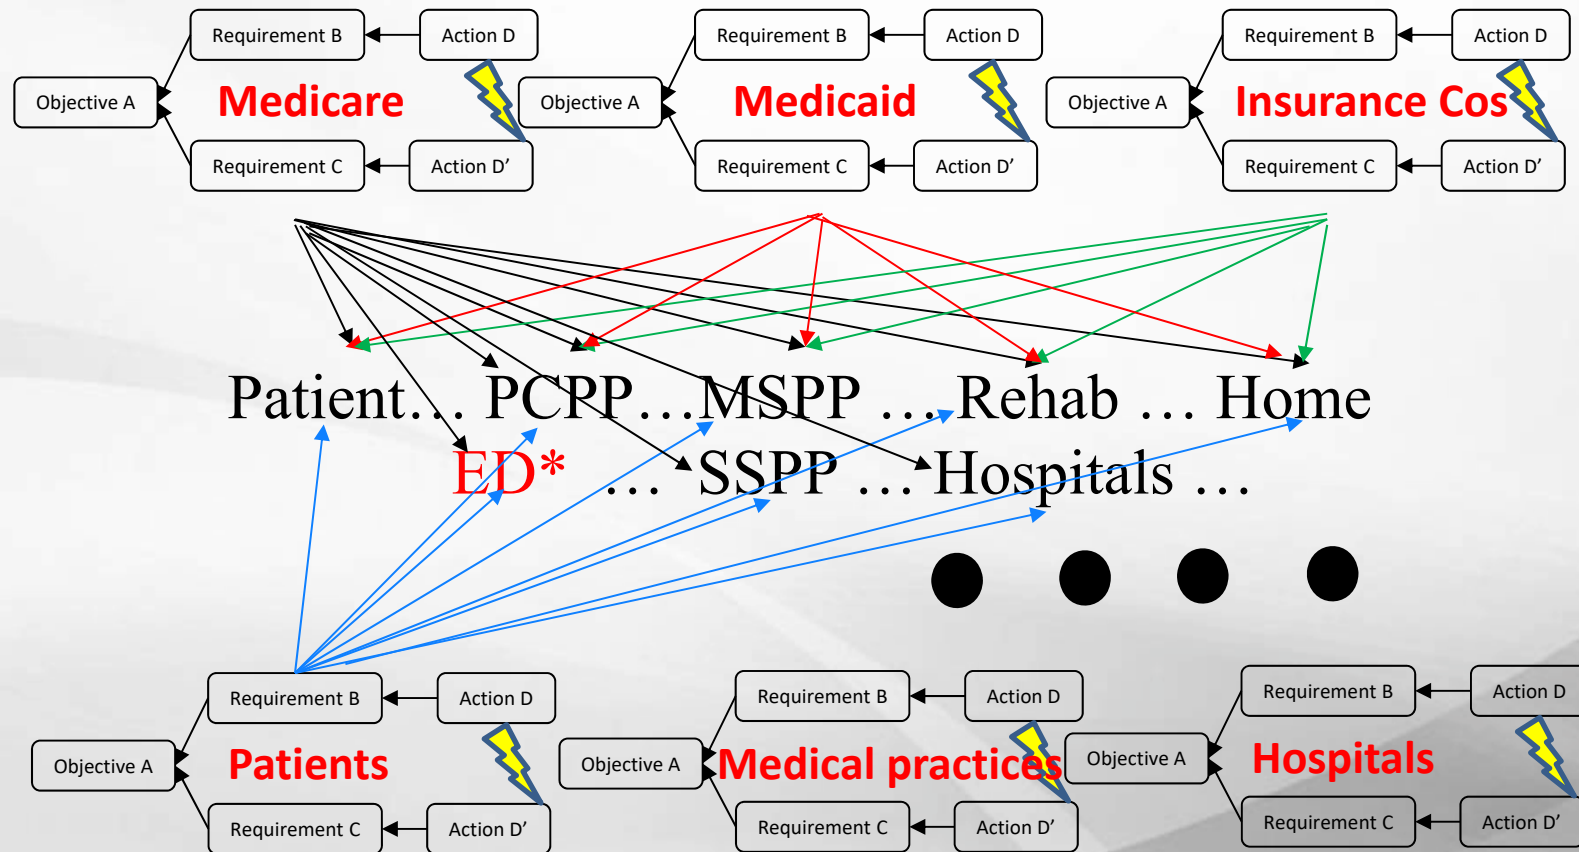 Requirement B
Action D
Objective A
Medicare
Requirement C
Action D’
Requirement B
Action D
Objective A
Medicaid
Requirement C
Action D’
Requirement B
Action D
Objective A
Insurance Cos
Requirement C
Action D’
Patient… PCPP…MSPP … Rehab … Home
ED* … SSPP … Hospitals …
Requirement B
Action D
Objective A
Patients
Requirement C
Action D’
Requirement B
Action D
Objective A
Medical practices
Requirement C
Action D’
Requirement B
Action D
Objective A
Hospitals
Requirement C
Action D’